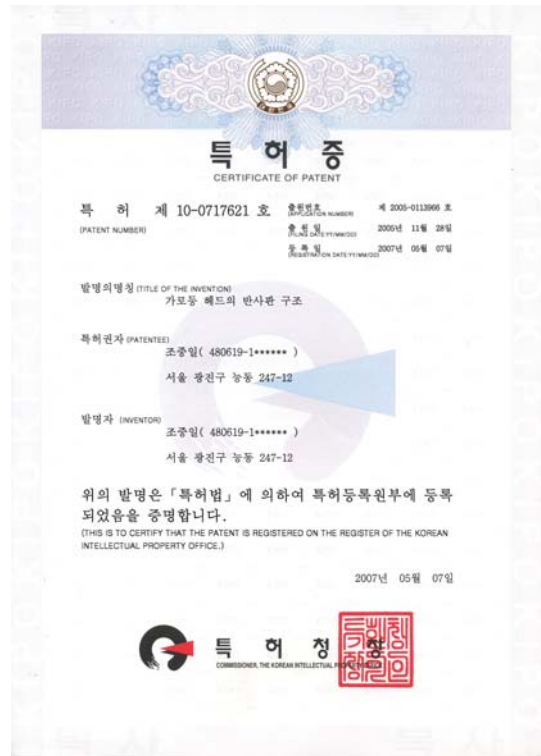 특 허 증
CERTIFICATE OF PATENT
특 허 제 10-0717621 호
(PATENT NUMBER)
출원번호 제 2005-0113966 호
(APPLICATION NUMBER)
출 원 일 2005년 11월 28일
(FILING DATE:YY/MM/DD)
등 록 일 2007년 05월 07일
(REGISTRATION DATE:YY/MM/DD)
발명의명칭 (TITLE OF THE INVENTION)
가로등 헤드의 반사판 구조
특허권자 (PATENTEE)
조중일( 480619-1****** )
서울 광진구 능동 247-12
발명자 (INVENTOR)
조중일( 480619-1****** )
서울 광진구 능동 247-12
위의 발명은 「특허법」에 의하여 특허등록원부에 등록
되었음을 증명합니다.
(THIS IS TO CERTIFY THAT THE PATENT IS REGISTERED ON THE REGISTER OF THE KOREAN
INTELLECTUAL PROPERTY OFFICE.)
2007년 05월 07일
특 허 청 장
COMMISSIONER, THE KOREAN INTELLECTUAL PROPERTY OFFICE